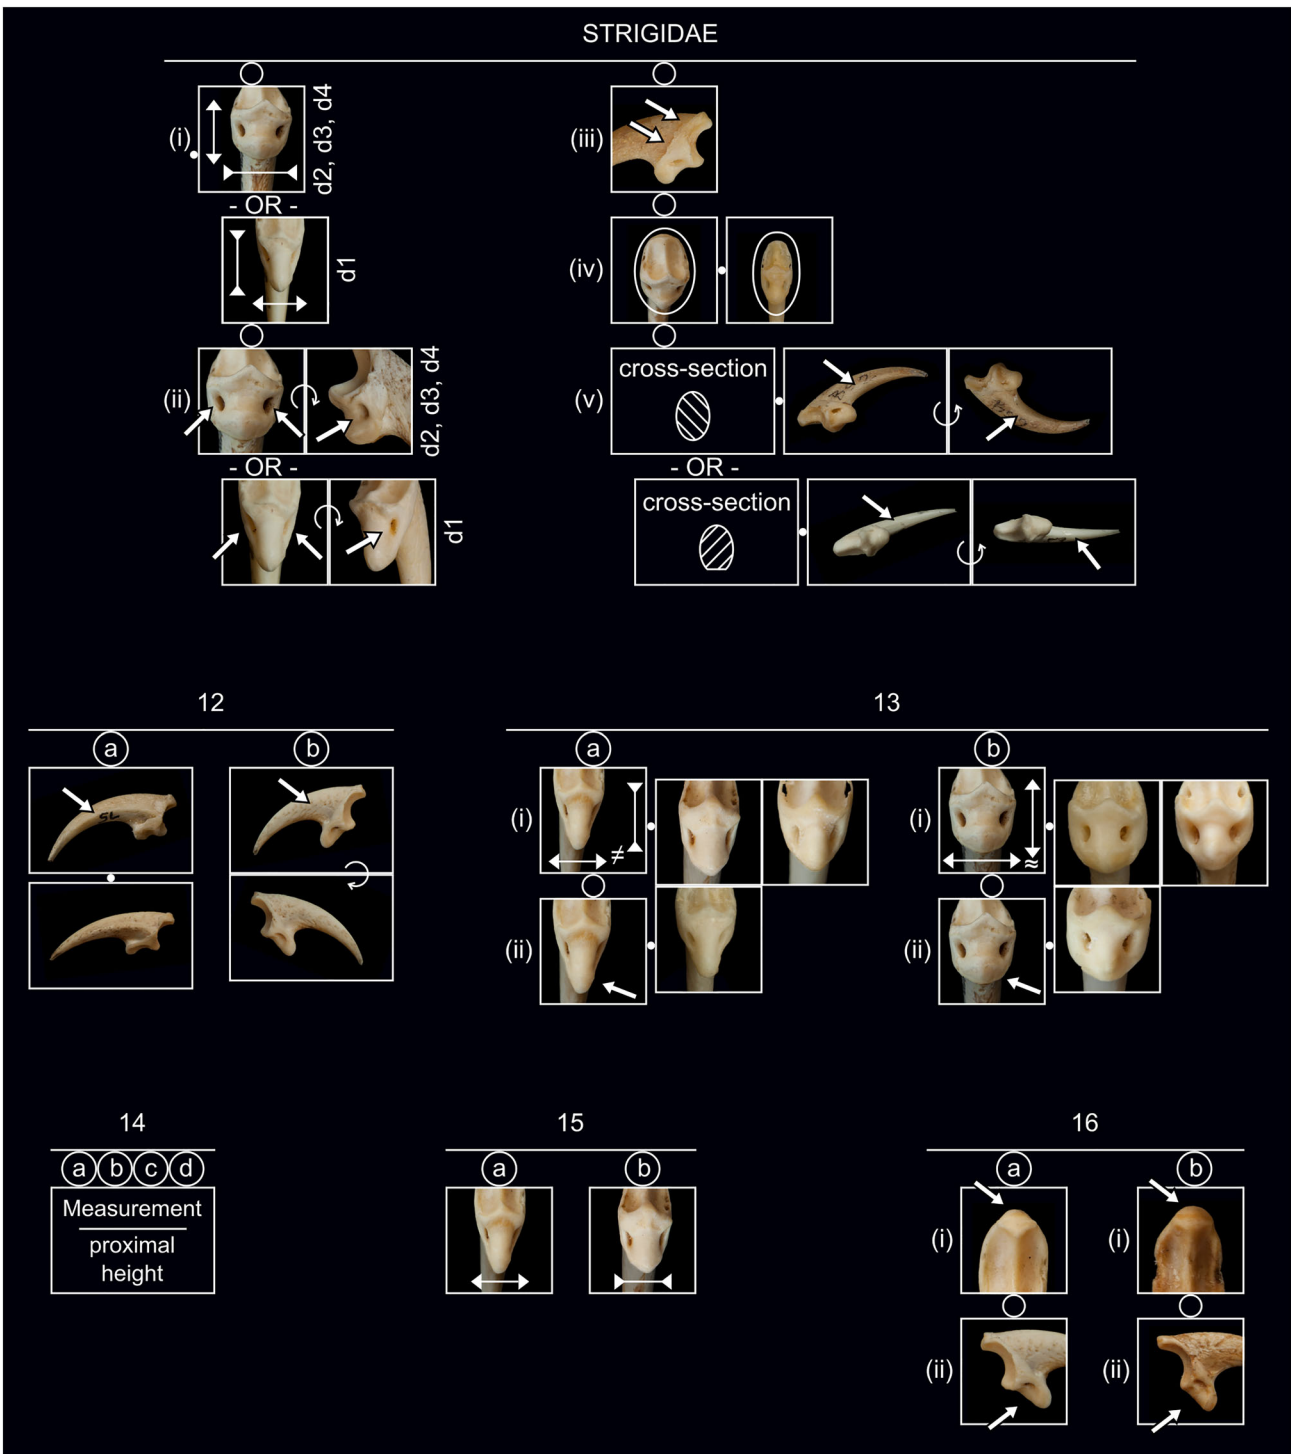 STRIGIDAE
(i)
d2, d3, d4
- OR -
d1
(ii)
d2, d3, d4
- OR -
d1
(iii)
(iv)
(v)
cross-section
- OR -
cross-section
12
a
b
13
a
b
(i)
≠
(ii)
(i)
≈
(ii)
14
a b c d
Measurement
proximal
height
15
a
b
16
a
b
(i)
(i)
(ii)
(ii)